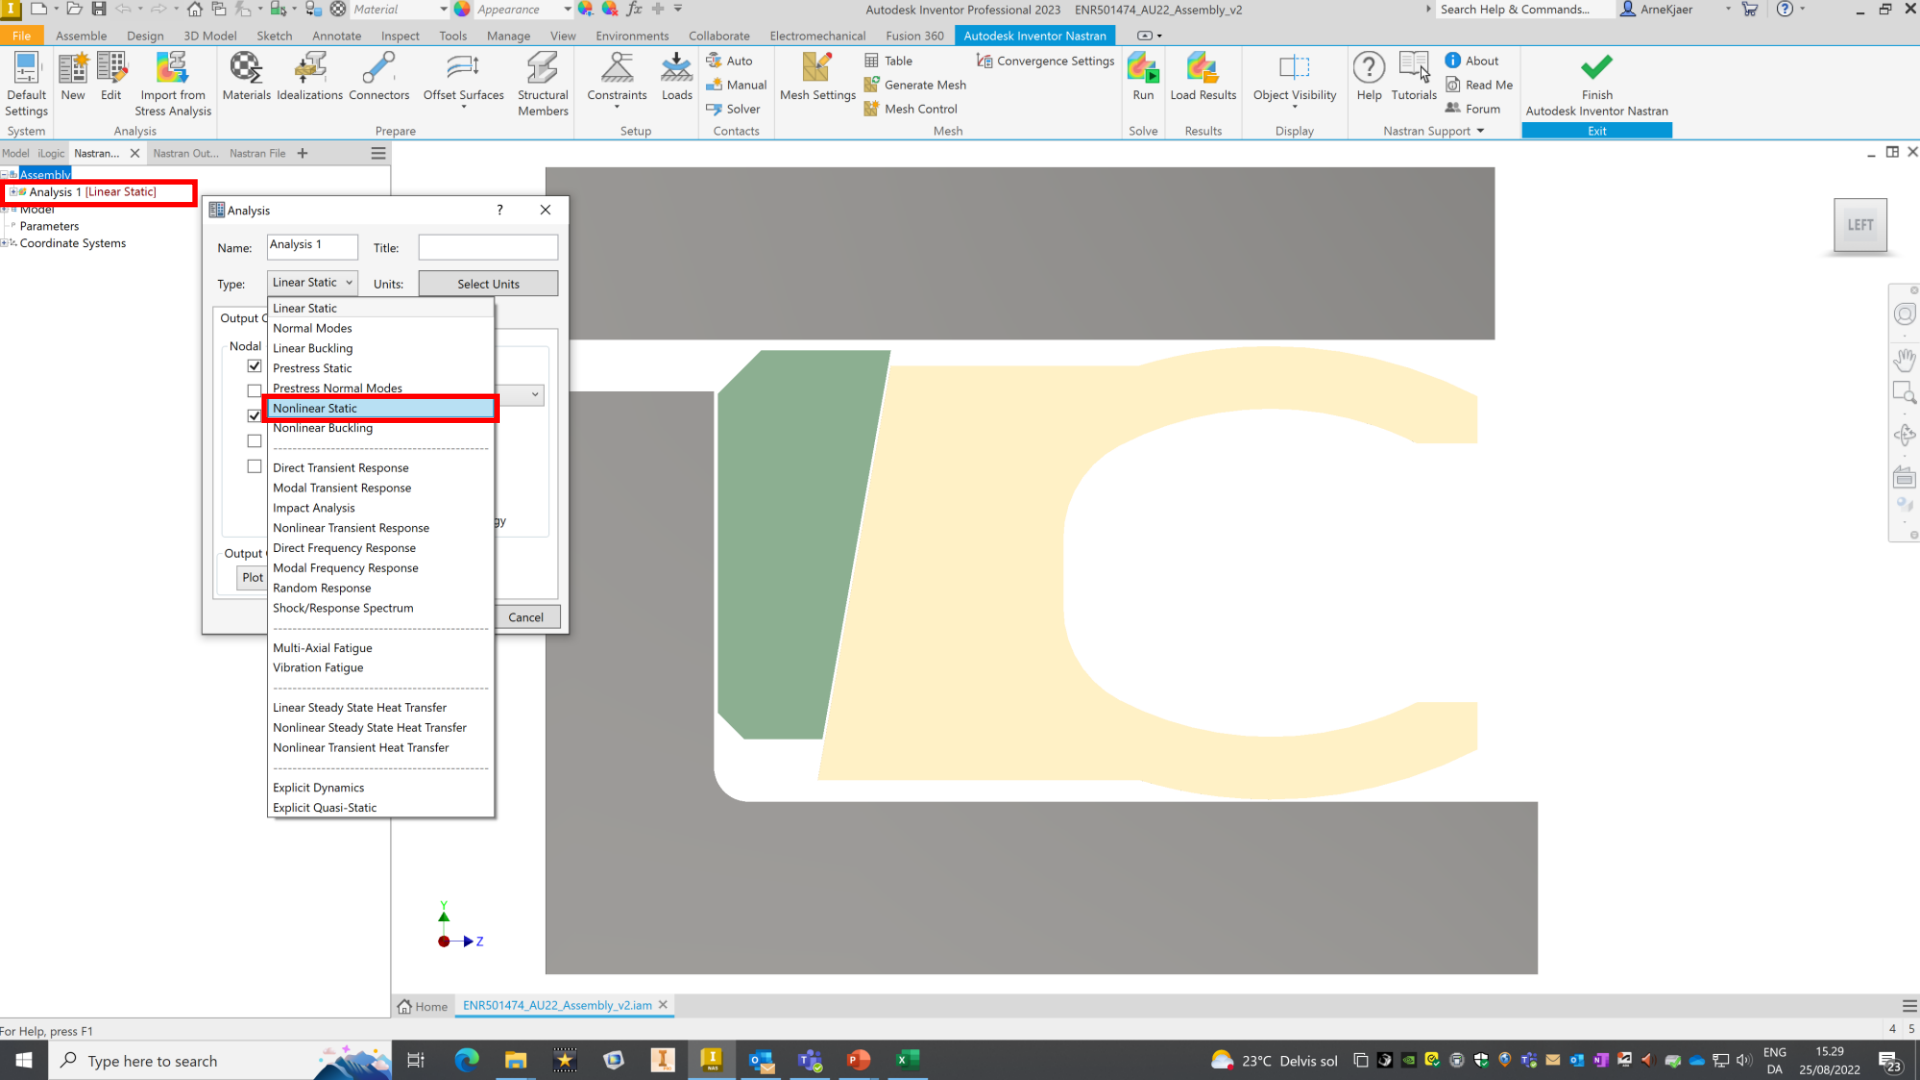 Material
Appearance
fx
Autodesk Inventor Professional 2023 ENR501474_AU22_Assembly_v2
Search Help & Commands...
ArneKjaer
File Assemble Design 3D Model Sketch Annotate Inspect Tools Manage View Environments Collaborate Electromechanical Fusion 360 Autodesk Inventor Nastran
Default Settings
New
Edit
Import from Stress Analysis
Materials
Idealizations
Connectors
Offset Surfaces
Structural Members
Constraints
Loads
Auto
Manual
Solver
Mesh Settings
Table
Generate Mesh
Mesh Control
Convergence Settings
Run
Load Results
Object Visibility
Help
Tutorials
About
Read Me
Forum
Finish
Autodesk Inventor Nastran
System Analysis Prepare Setup Contacts Mesh Solve Results Display Nastran Support Exit
Model iLogic Nastran... Nastran Out... Nastran File +
Assembly
Analysis 1 [Linear Static]
Model
Parameters
Coordinate Systems
Analysis ?
Name: Analysis 1 Title:
Type: Linear Static Units: Select Units
Output C
Nodal
Linear Static
Normal Modes
Linear Buckling
Prestress Static
Prestress Normal Modes
Nonlinear Static
Nonlinear Buckling
Direct Transient Response
Modal Transient Response
Impact Analysis
Nonlinear Transient Response
Direct Frequency Response
Modal Frequency Response
Random Response
Shock/Response Spectrum
Multi-Axial Fatigue
Vibration Fatigue
Linear Steady State Heat Transfer
Nonlinear Steady State Heat Transfer
Nonlinear Transient Heat Transfer
Explicit Dynamics
Explicit Quasi-Static
gy
Output
Plot
Cancel
LEFT
Y
Z
Home ENR501474_AU22_Assembly_v2.iam
For Help, press F1
4 5
Type here to search
23°C Delvis sol
ENG
DA
15.29
25/08/2022
23